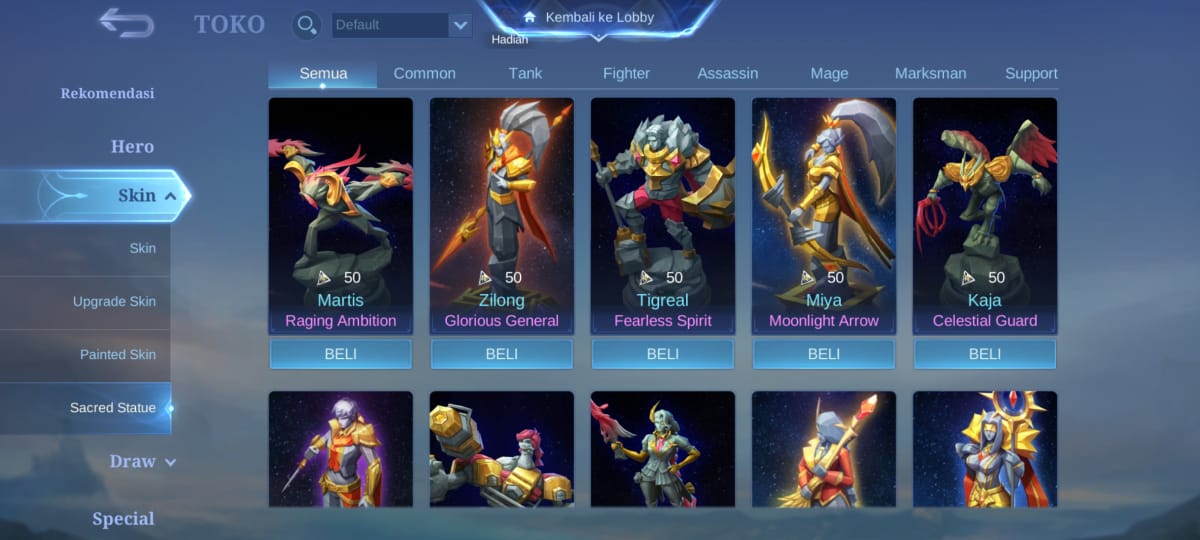 TOKO
Default
Kembali ke Lobby
Hadiah
Rekomendasi
Hero
Skin
Skin
Upgrade Skin
Painted Skin
Sacred Statue
Draw
Special
Semua
Common
Tank
Fighter
Assassin
Mage
Marksman
Support
50
Martis
Raging Ambition
BELI
50
Zilong
Glorious General
BELI
50
Tigreal
Fearless Spirit
BELI
50
Miya
Moonlight Arrow
BELI
50
Kaja
Celestial Guard
BELI